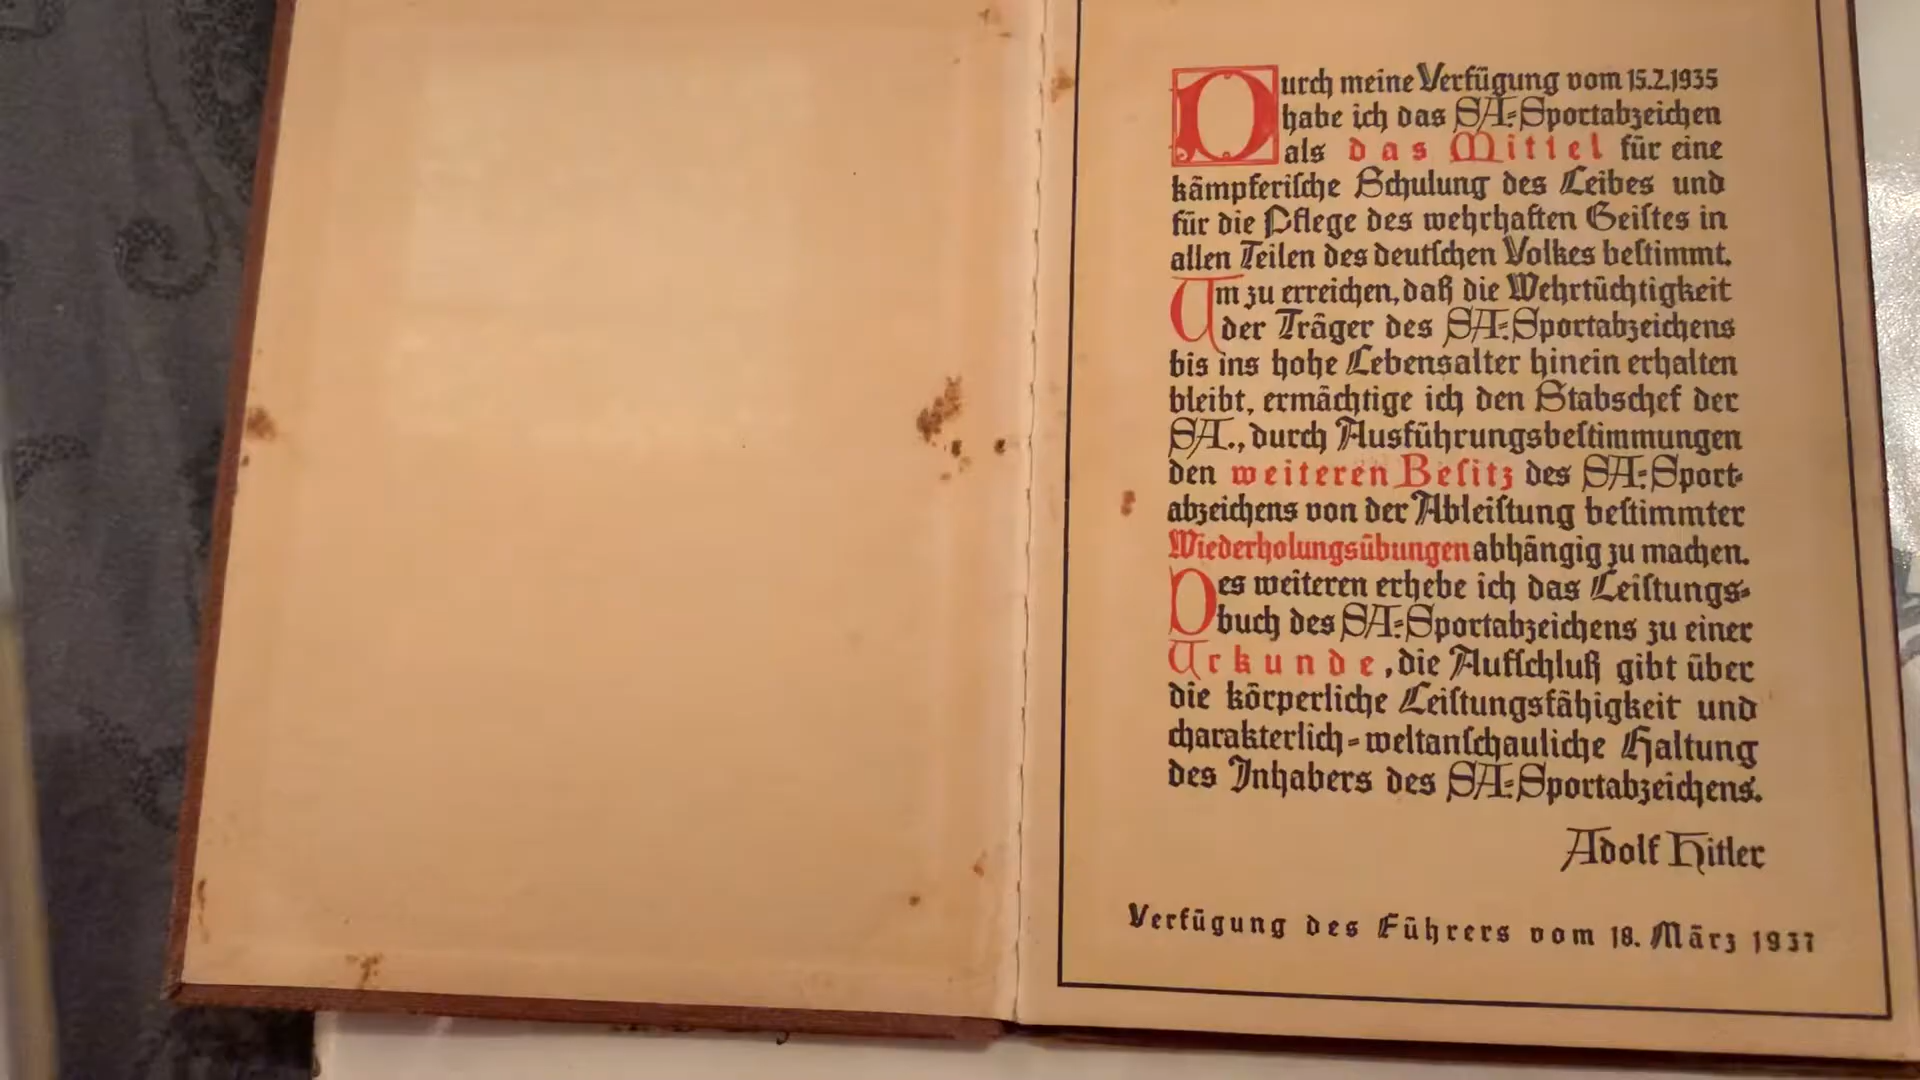 Durch meine Verfügung vom 15.2.1935
habe ich das SA-Sportabzeichen
als das Mittel für eine
kämpferiſche Schulung des Leibes und
für die Pflege des wehrhaften Geiſtes in
allen Teilen des deutſchen Volkes beſtimmt.
Um zu erreichen, daß die Wehrtüchtigkeit
der Träger des SA-Sportabzeichens
bis ins hohe Lebensalter hinein erhalten
bleibt, ermächtige ich den Stabschef der
SA., durch Ausführungsbeſtimmungen
den weiteren Beſitz des SA-Sport-
abzeichens von der Ableiſtung beſtimmter
Wiederholungsübungen abhängig zu machen.
Des weiteren erhebe ich das Leiſtungs-
buch des SA-Sportabzeichens zu einer
Urkunde, die Aufſchluß gibt über
die körperliche Leiſtungsfähigkeit und
charakterlich-weltanſchauliche Haltung
des Inhabers des SA-Sportabzeichens.
Adolf Hitler
Verfügung des Führers vom 18. März 1937